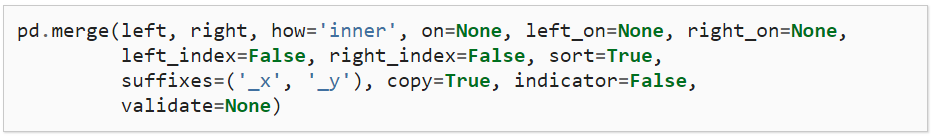 pd.merge(left, right, how='inner', on=None, left_on=None, right_on=None,
         left_index=False, right_index=False, sort=True,
         suffixes=('_x', '_y'), copy=True, indicator=False,
         validate=None)